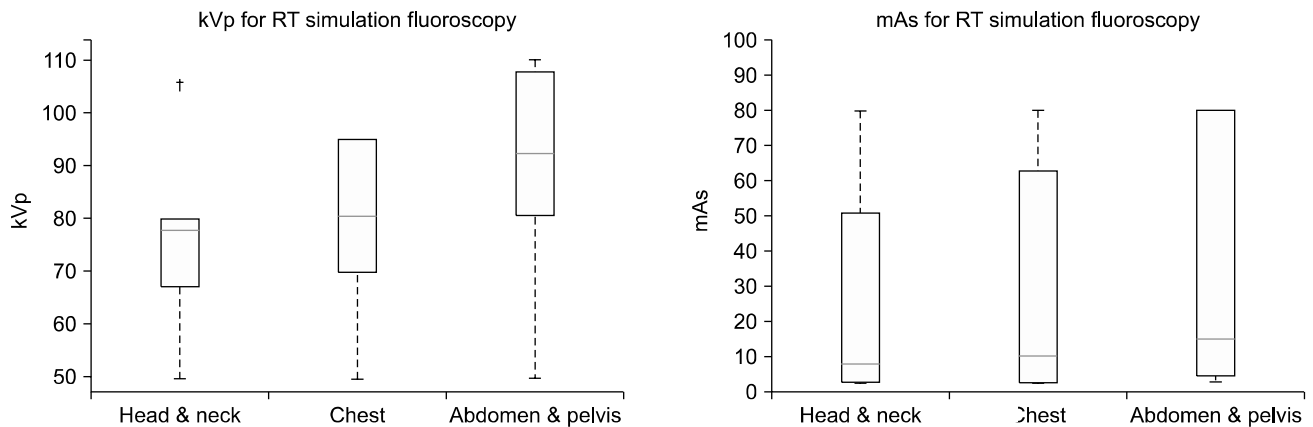 kVp for RT simulation fluoroscopy
110
100
90
80
70
60
50
kVp
†
Head & neck
Chest
Abdomen & pelvis
mAs for RT simulation fluoroscopy
100
90
80
70
60
50
40
30
20
10
0
mAs
Head & neck
Chest
Abdomen & pelvis